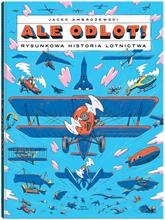 JACEK AMBROŻEWSKI
ALE ODLOT!
RYSUNKOWA HISTORIA LOTNICTWA